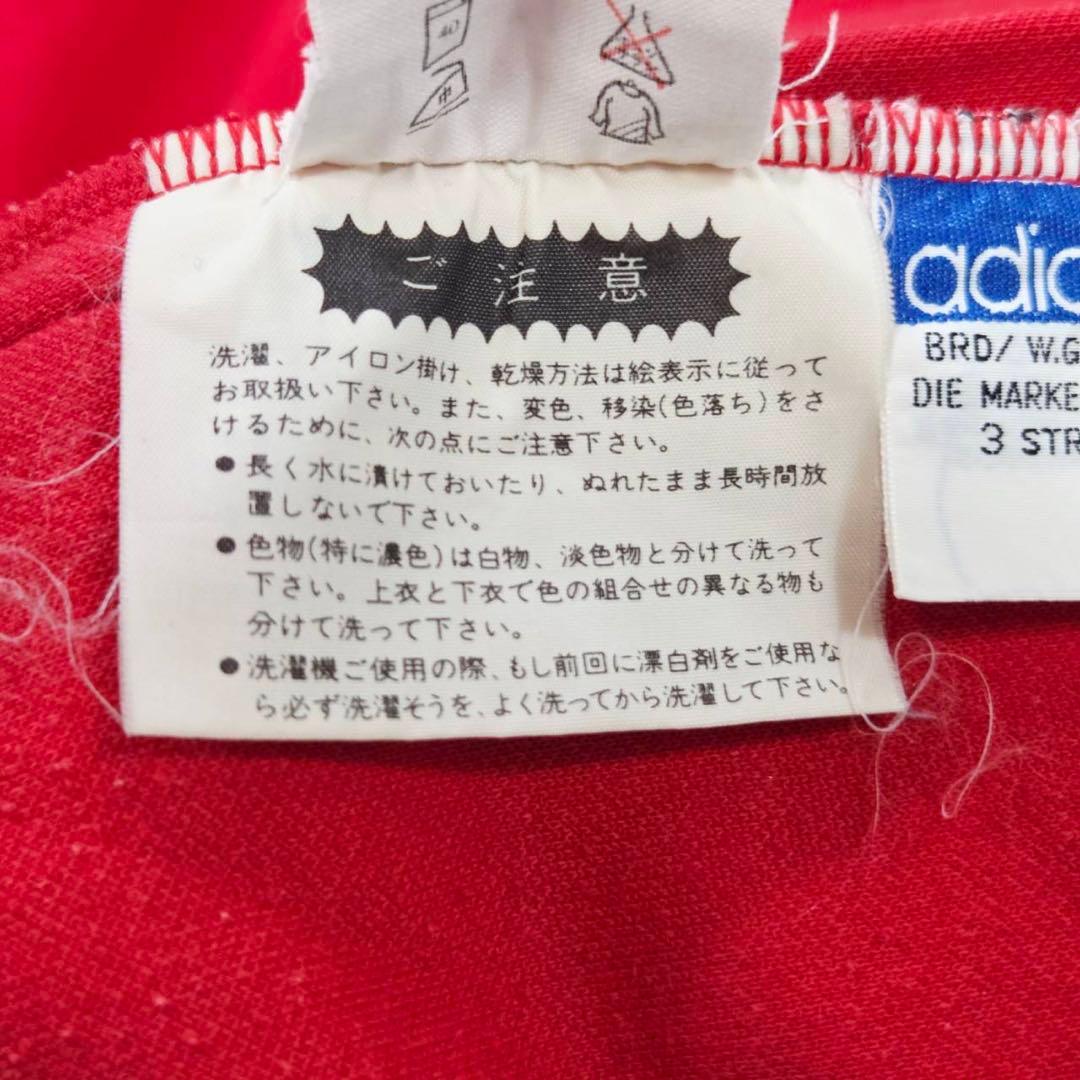 40
中
ご注意
洗濯、アイロン掛け、乾燥方法は絵表示に従って
お取扱い下さい。また、変色、移染(色落ち)をさ
けるために、次の点にご注意下さい。
●長く水に漬けておいたり、ぬれたまま長時間放
置しないで下さい。
●色物(特に濃色)は白物、淡色物と分けて洗って
下さい。上衣と下衣で色の組合せの異なる物も
分けて洗って下さい。
●洗濯機ご使用の際、もし前回に漂白剤をご使用な
ら必ず洗濯そうを、よく洗ってから洗濯して下さい。
adid
BRD/ W.G
DIE MARKE
3 STR